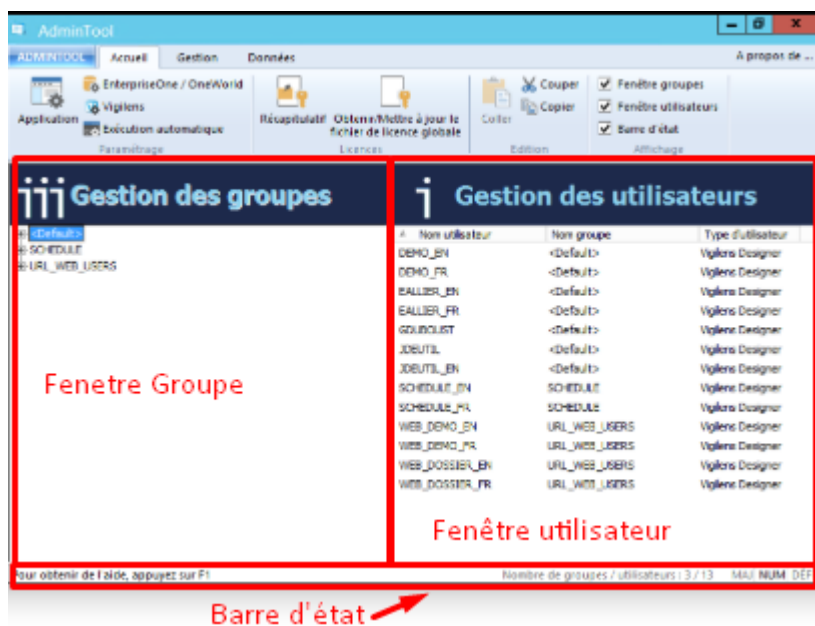 AdminTool
ADMINTOOL Accueil Gestion Données A propos de ...
Application
EnterpriseOne / OneWorld
Vigilens
Exécution automatique
Paramétrage
Récapitulatif
Obtenir/Mettre à jour le
fichier de licence globale
Licences
Coller
Couper
Copier
Edition
Fenêtre groupes
Fenêtre utilisateurs
Barre d'état
Affichage
Gestion des groupes
<Default>
SCHEDULE
URL_WEB_USERS
Fenetre Groupe
Gestion des utilisateurs
Nom utilisateur Nom groupe Type d'utilisateur
DEMO_EN <Default> Vigilens Designer
DEMO_FR <Default> Vigilens Designer
EALLIER_EN <Default> Vigilens Designer
EALLIER_FR <Default> Vigilens Designer
GDUBOUST <Default> Vigilens Designer
JDEUTIL <Default> Vigilens Designer
JDEUTIL_EN <Default> Vigilens Designer
SCHEDULE_EN SCHEDULE Vigilens Designer
SCHEDULE_FR SCHEDULE Vigilens Designer
WEB_DEMO_EN URL_WEB_USERS Vigilens Designer
WEB_DEMO_FR URL_WEB_USERS Vigilens Designer
WEB_DOSSIER_EN URL_WEB_USERS Vigilens Designer
WEB_DOSSIER_FR URL_WEB_USERS Vigilens Designer
Fenêtre utilisateur
Pour obtenir de l'aide, appuyez sur F1 Nombre de groupes / utilisateurs : 3 / 13 MAJ NUM DEF
Barre d'état